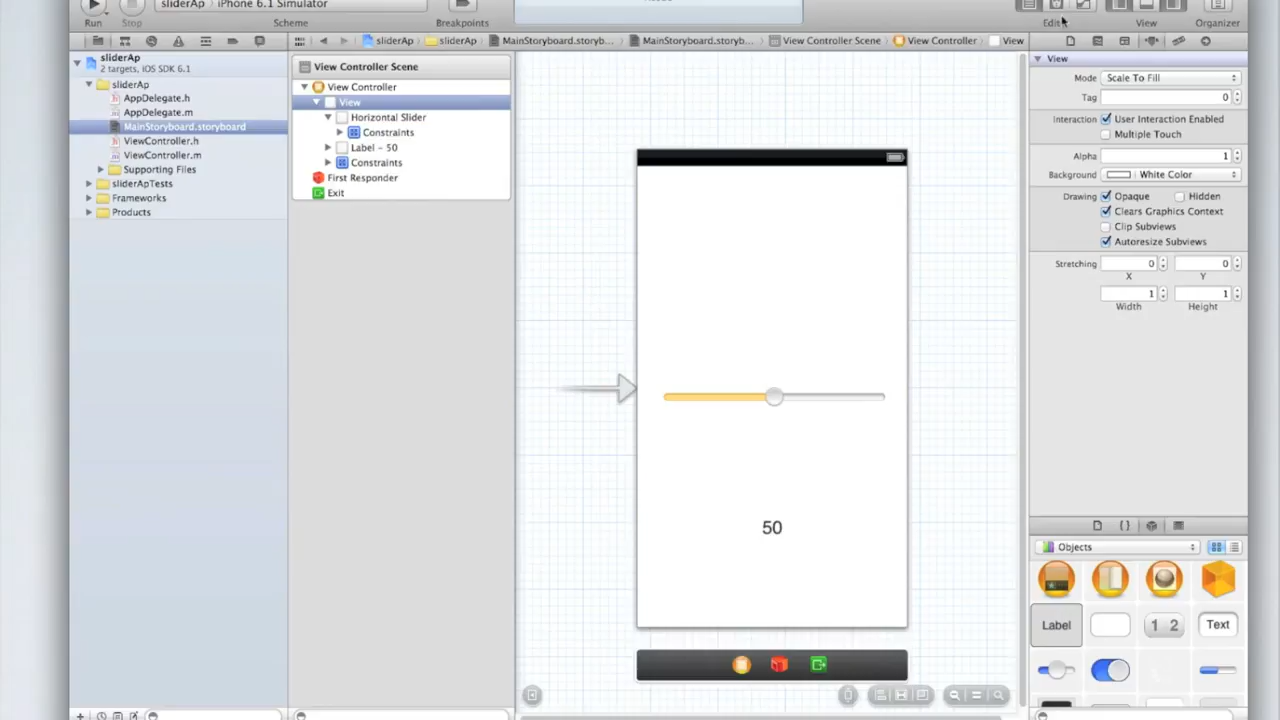 sliderAp › iPhone 6.1 Simulator
Run Stop Scheme Breakpoints View Organizer
sliderAp sliderAp MainStoryboard.storyb... MainStoryboard.storyb... View Controller Scene View Controller View
sliderAp
2 targets, iOS SDK 6.1
sliderAp
AppDelegate.h
AppDelegate.m
MainStoryboard.storyboard
ViewController.h
ViewController.m
Supporting Files
sliderApTests
Frameworks
Products
View Controller Scene
View Controller
View
Horizontal Slider
Constraints
Label - 50
Constraints
First Responder
Exit
50
View
Mode Scale To Fill
Tag 0
Interaction User Interaction Enabled
Multiple Touch
Alpha 1
Background White Color
Drawing Opaque Hidden
Clears Graphics Context
Clip Subviews
Autoresize Subviews
Stretching 0 0
X Y
1 1
Width Height
{ }
Objects
Label 1 2 Text